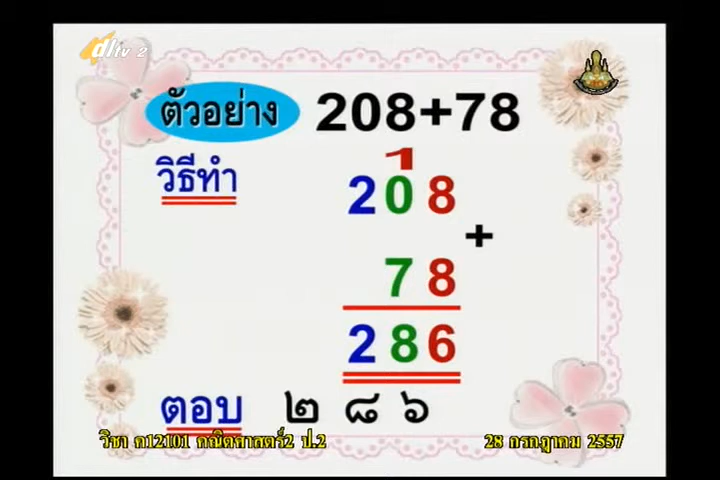 dltv 2
ตัวอย่าง 208+78
วิธีทำ
1
208
+
78
286
ตอบ ๒ ๘ ๖
วิชา ค12101 คณิตศาสตร์2 ป.2 28 กรกฎาคม 2557